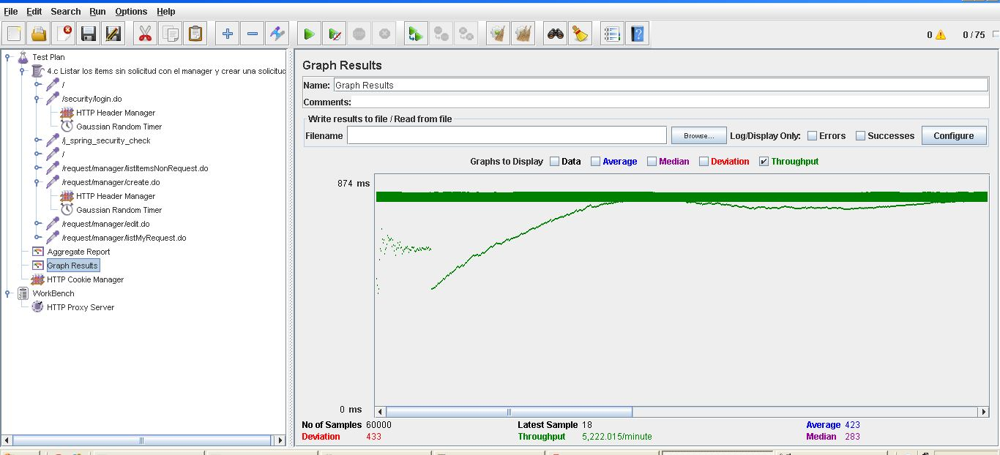 File Edit Search Run Options Help
0 0 / 75
Test Plan
4.c Listar los items sin solicitud con el manager y crear una solicitud
/
/security/login.do
HTTP Header Manager
Gaussian Random Timer
/j_spring_security_check
/
/request/manager/listItemsNonRequest.do
/request/manager/create.do
HTTP Header Manager
Gaussian Random Timer
/request/manager/edit.do
/request/manager/listMyRequest.do
Aggregate Report
Graph Results
HTTP Cookie Manager
WorkBench
HTTP Proxy Server
Graph Results
Name: Graph Results
Comments:
Write results to file / Read from file
Filename Browse... Log/Display Only: Errors Successes Configure
Graphs to Display Data Average Median Deviation Throughput
874 ms
0 ms
No of Samples 60000 Latest Sample 18 Average 423
Deviation 433 Throughput 5,222.015/minute Median 283